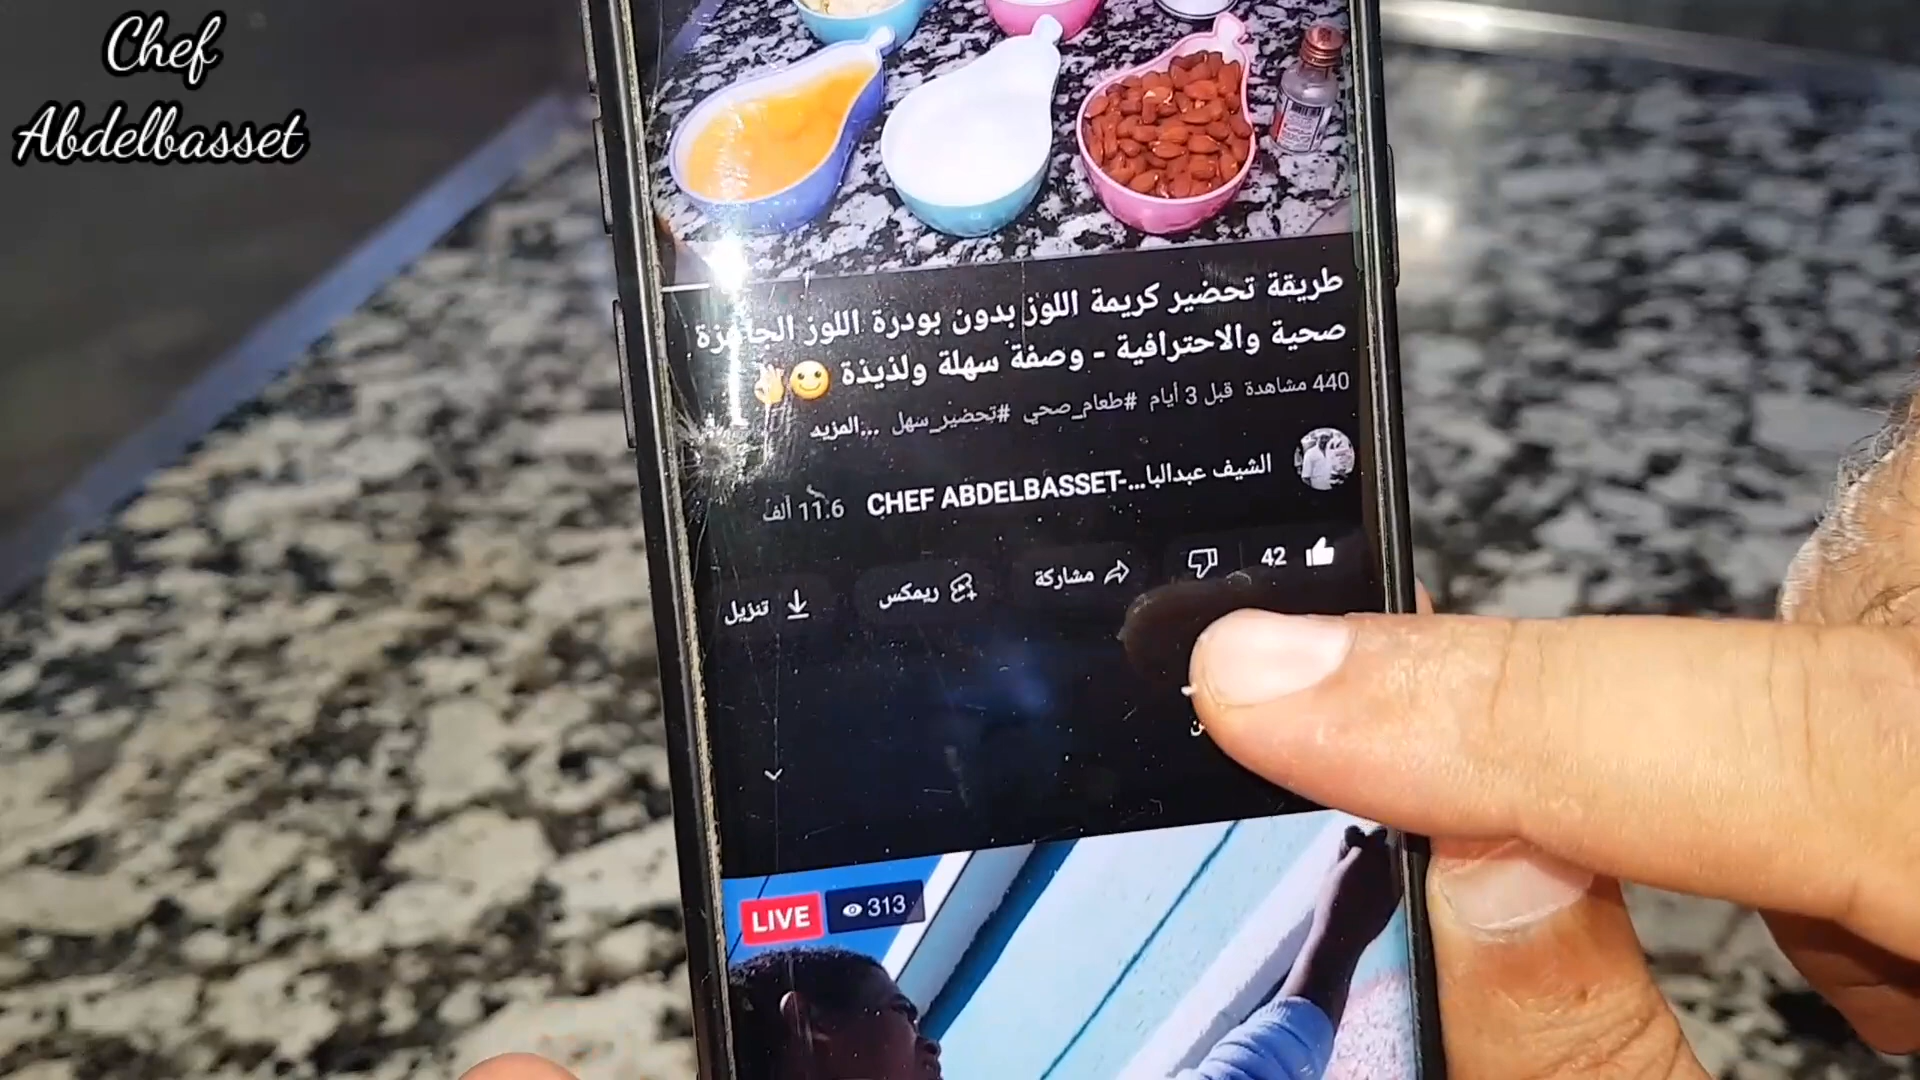 Chef
Abdelbasset
طريقة تحضير كريمة اللوز بدون بودرة اللوز الجاهزة
صحية والاحترافية - وصفة سهلة ولذيذة
440 مشاهدة قبل 3 أيام #طعام_صحي #تحضير_سهل ...المزيد
الشيف عبدالبا...-CHEF ABDELBASSET 11.6 ألف
42 مشاركة ريمكس تنزيل
LIVE 313